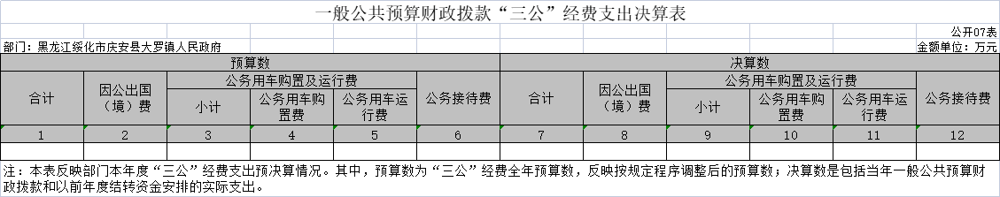 一般公共预算财政拨款“三公”经费支出决算表
公开07表
部门：黑龙江绥化市庆安县大罗镇人民政府
金额单位：万元
预算数
决算数
合计
因公出国
（境）费
公务用车购置及运行费
小计
公务用车购
置费
公务用车运
行费
公务接待费
合计
因公出国
（境）费
公务用车购置及运行费
小计
公务用车购
置费
公务用车运
行费
公务接待费
1 2 3 4 5 6 7 8 9 10 11 12
注：本表反映部门本年度“三公”经费支出预决算情况。其中，预算数为“三公”经费全年预算数，反映按规定程序调整后的预算数；决算数是包括当年一般公共预算财
政拨款和以前年度结转资金安排的实际支出。